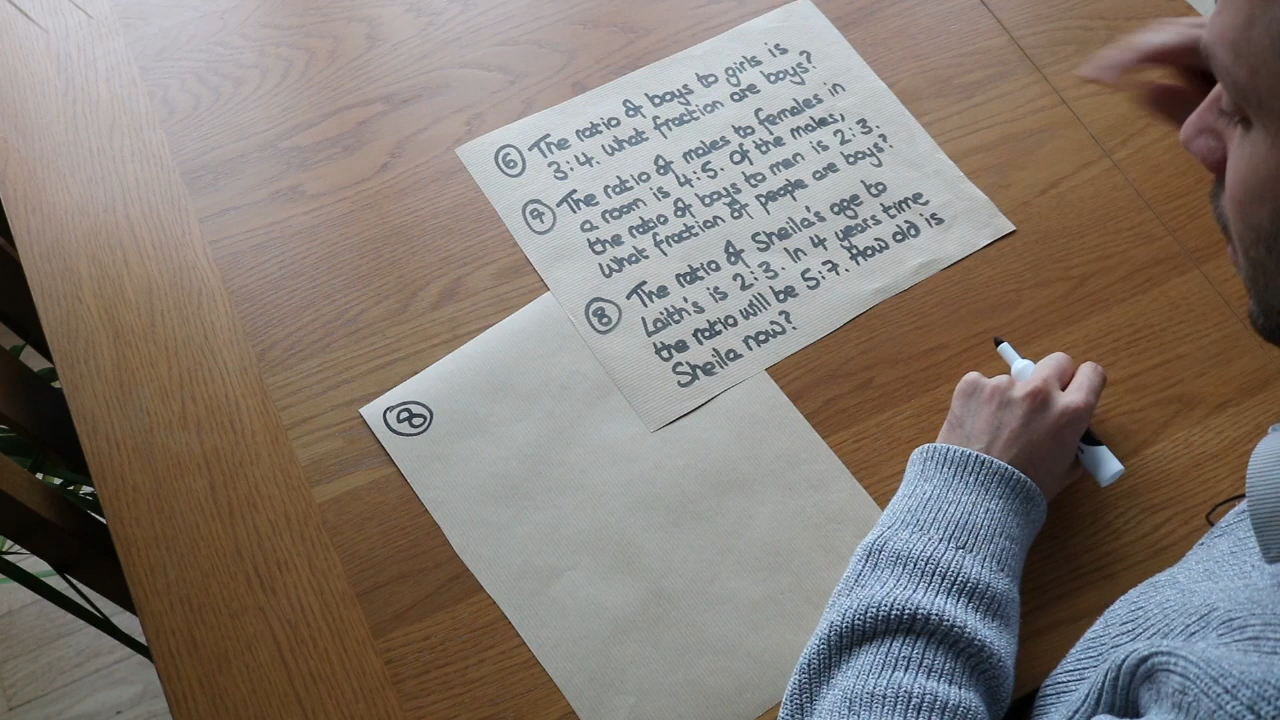 ⑥ The ratio of boys to girls is
3:4. What fraction are boys?
⑦ The ratio of males to females in
a room is 4:5. Of the males,
the ratio of boys to men is 2:3.
What fraction of people are boys?
⑧ The ratio of Sheila's age to
Laith's is 2:3. In 4 years time
the ratio will be 5:7. How old is
Sheila now?
⑧